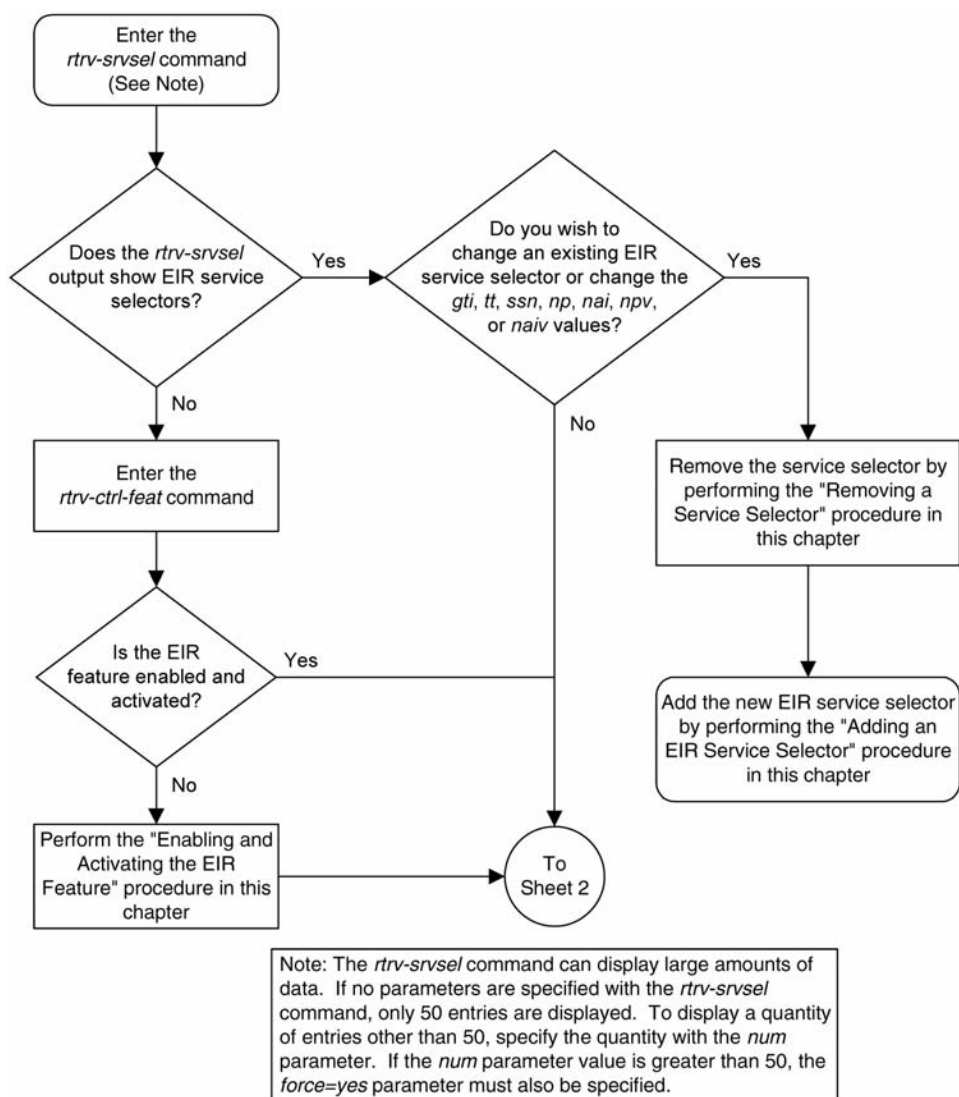 Enter the
rtrv-srvsel command
(See Note)
Does the rtrv-srvsel
output show EIR service
selectors?
Yes
No
Do you wish to
change an existing EIR
service selector or change the
gti, tt, ssn, np, nai, npv,
or naiv values?
Yes
No
Enter the
rtrv-ctrl-feat command
Remove the service selector by
performing the "Removing a
Service Selector" procedure in
this chapter
Is the EIR
feature enabled and
activated?
Yes
No
Add the new EIR service selector
by performing the "Adding an
EIR Service Selector" procedure
in this chapter
Perform the "Enabling and
Activating the EIR
Feature" procedure in this
chapter
To
Sheet 2
Note: The rtrv-srvsel command can display large amounts of
data. If no parameters are specified with the rtrv-srvsel
command, only 50 entries are displayed. To display a quantity
of entries other than 50, specify the quantity with the num
parameter. If the num parameter value is greater than 50, the
force=yes parameter must also be specified.